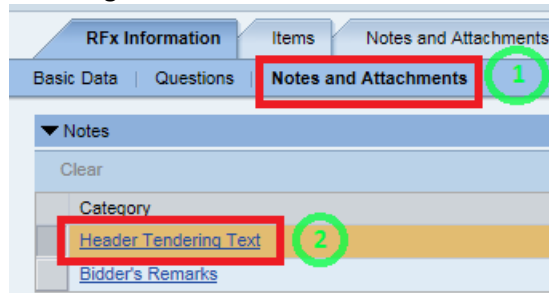 RFx Information Items Notes and Attachments
Basic Data | Questions | Notes and Attachments 1
Notes
Clear
Category
Header Tendering Text 2
Bidder's Remarks